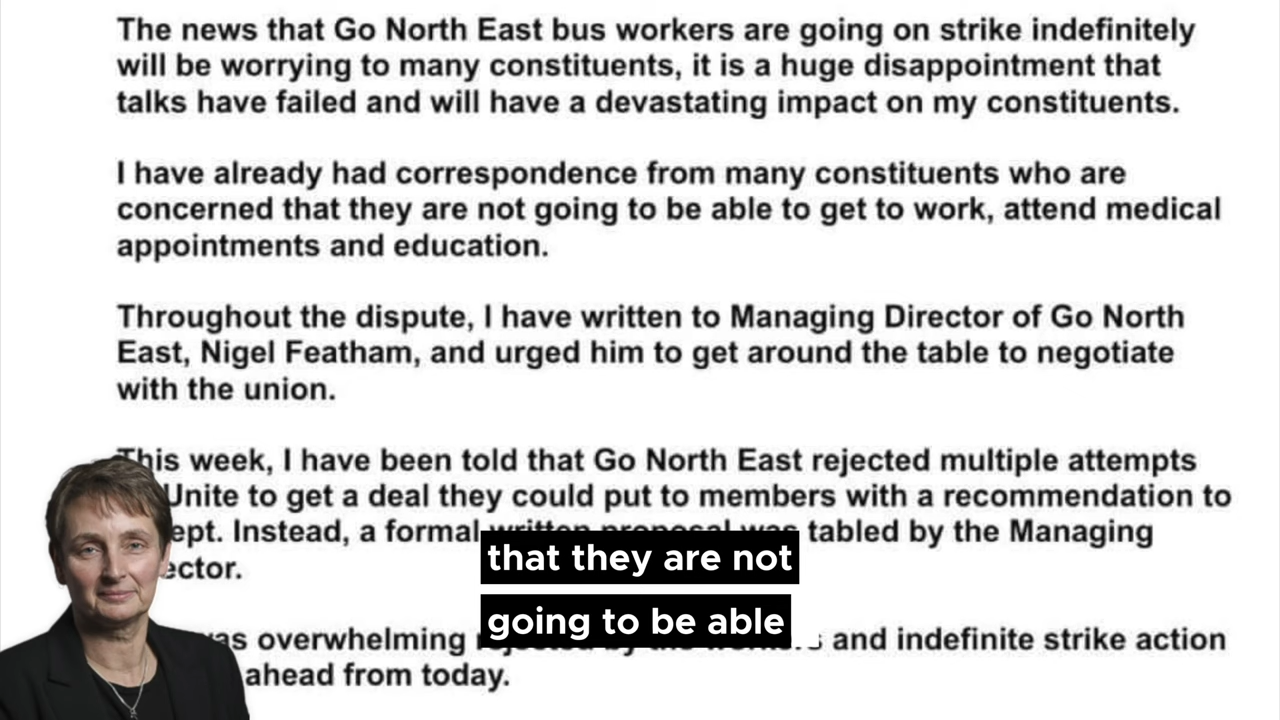 The news that Go North East bus workers are going on strike indefinitely
will be worrying to many constituents, it is a huge disappointment that
talks have failed and will have a devastating impact on my constituents.
I have already had correspondence from many constituents who are
concerned that they are not going to be able to get to work, attend medical
appointments and education.
Throughout the dispute, I have written to Managing Director of Go North
East, Nigel Featham, and urged him to get around the table to negotiate
with the union.
This week, I have been told that Go North East rejected multiple attempts
Unite to get a deal they could put to members with a recommendation to
ept. Instead, a formal written proposal was tabled by the Managing
ector.
as overwhelming rejected by the workers and indefinite strike action
ahead from today.
that they are not
going to be able